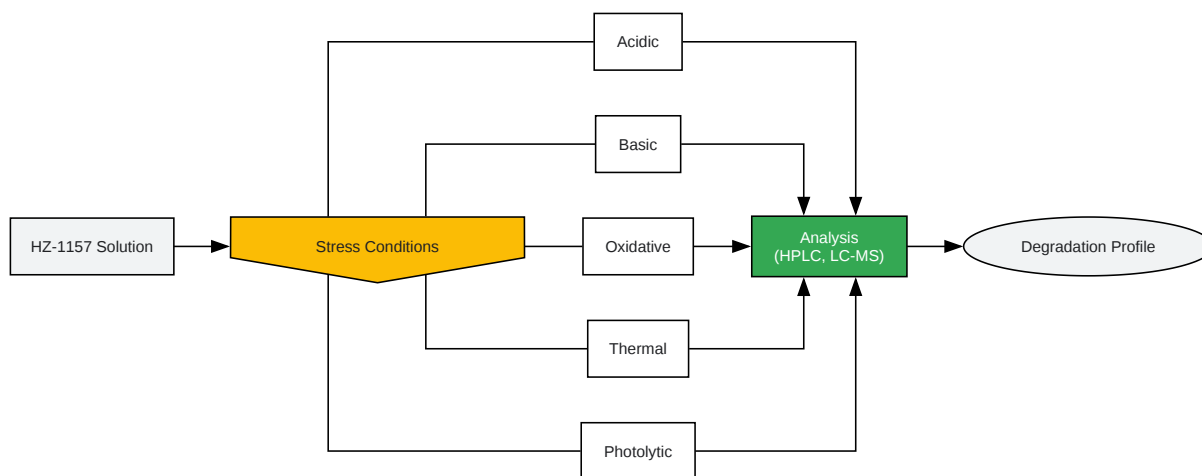 Acidic
Basic
HZ-1157 Solution
Stress Conditions
Oxidative
Analysis
(HPLC, LC-MS)
Degradation Profile
Thermal
Photolytic